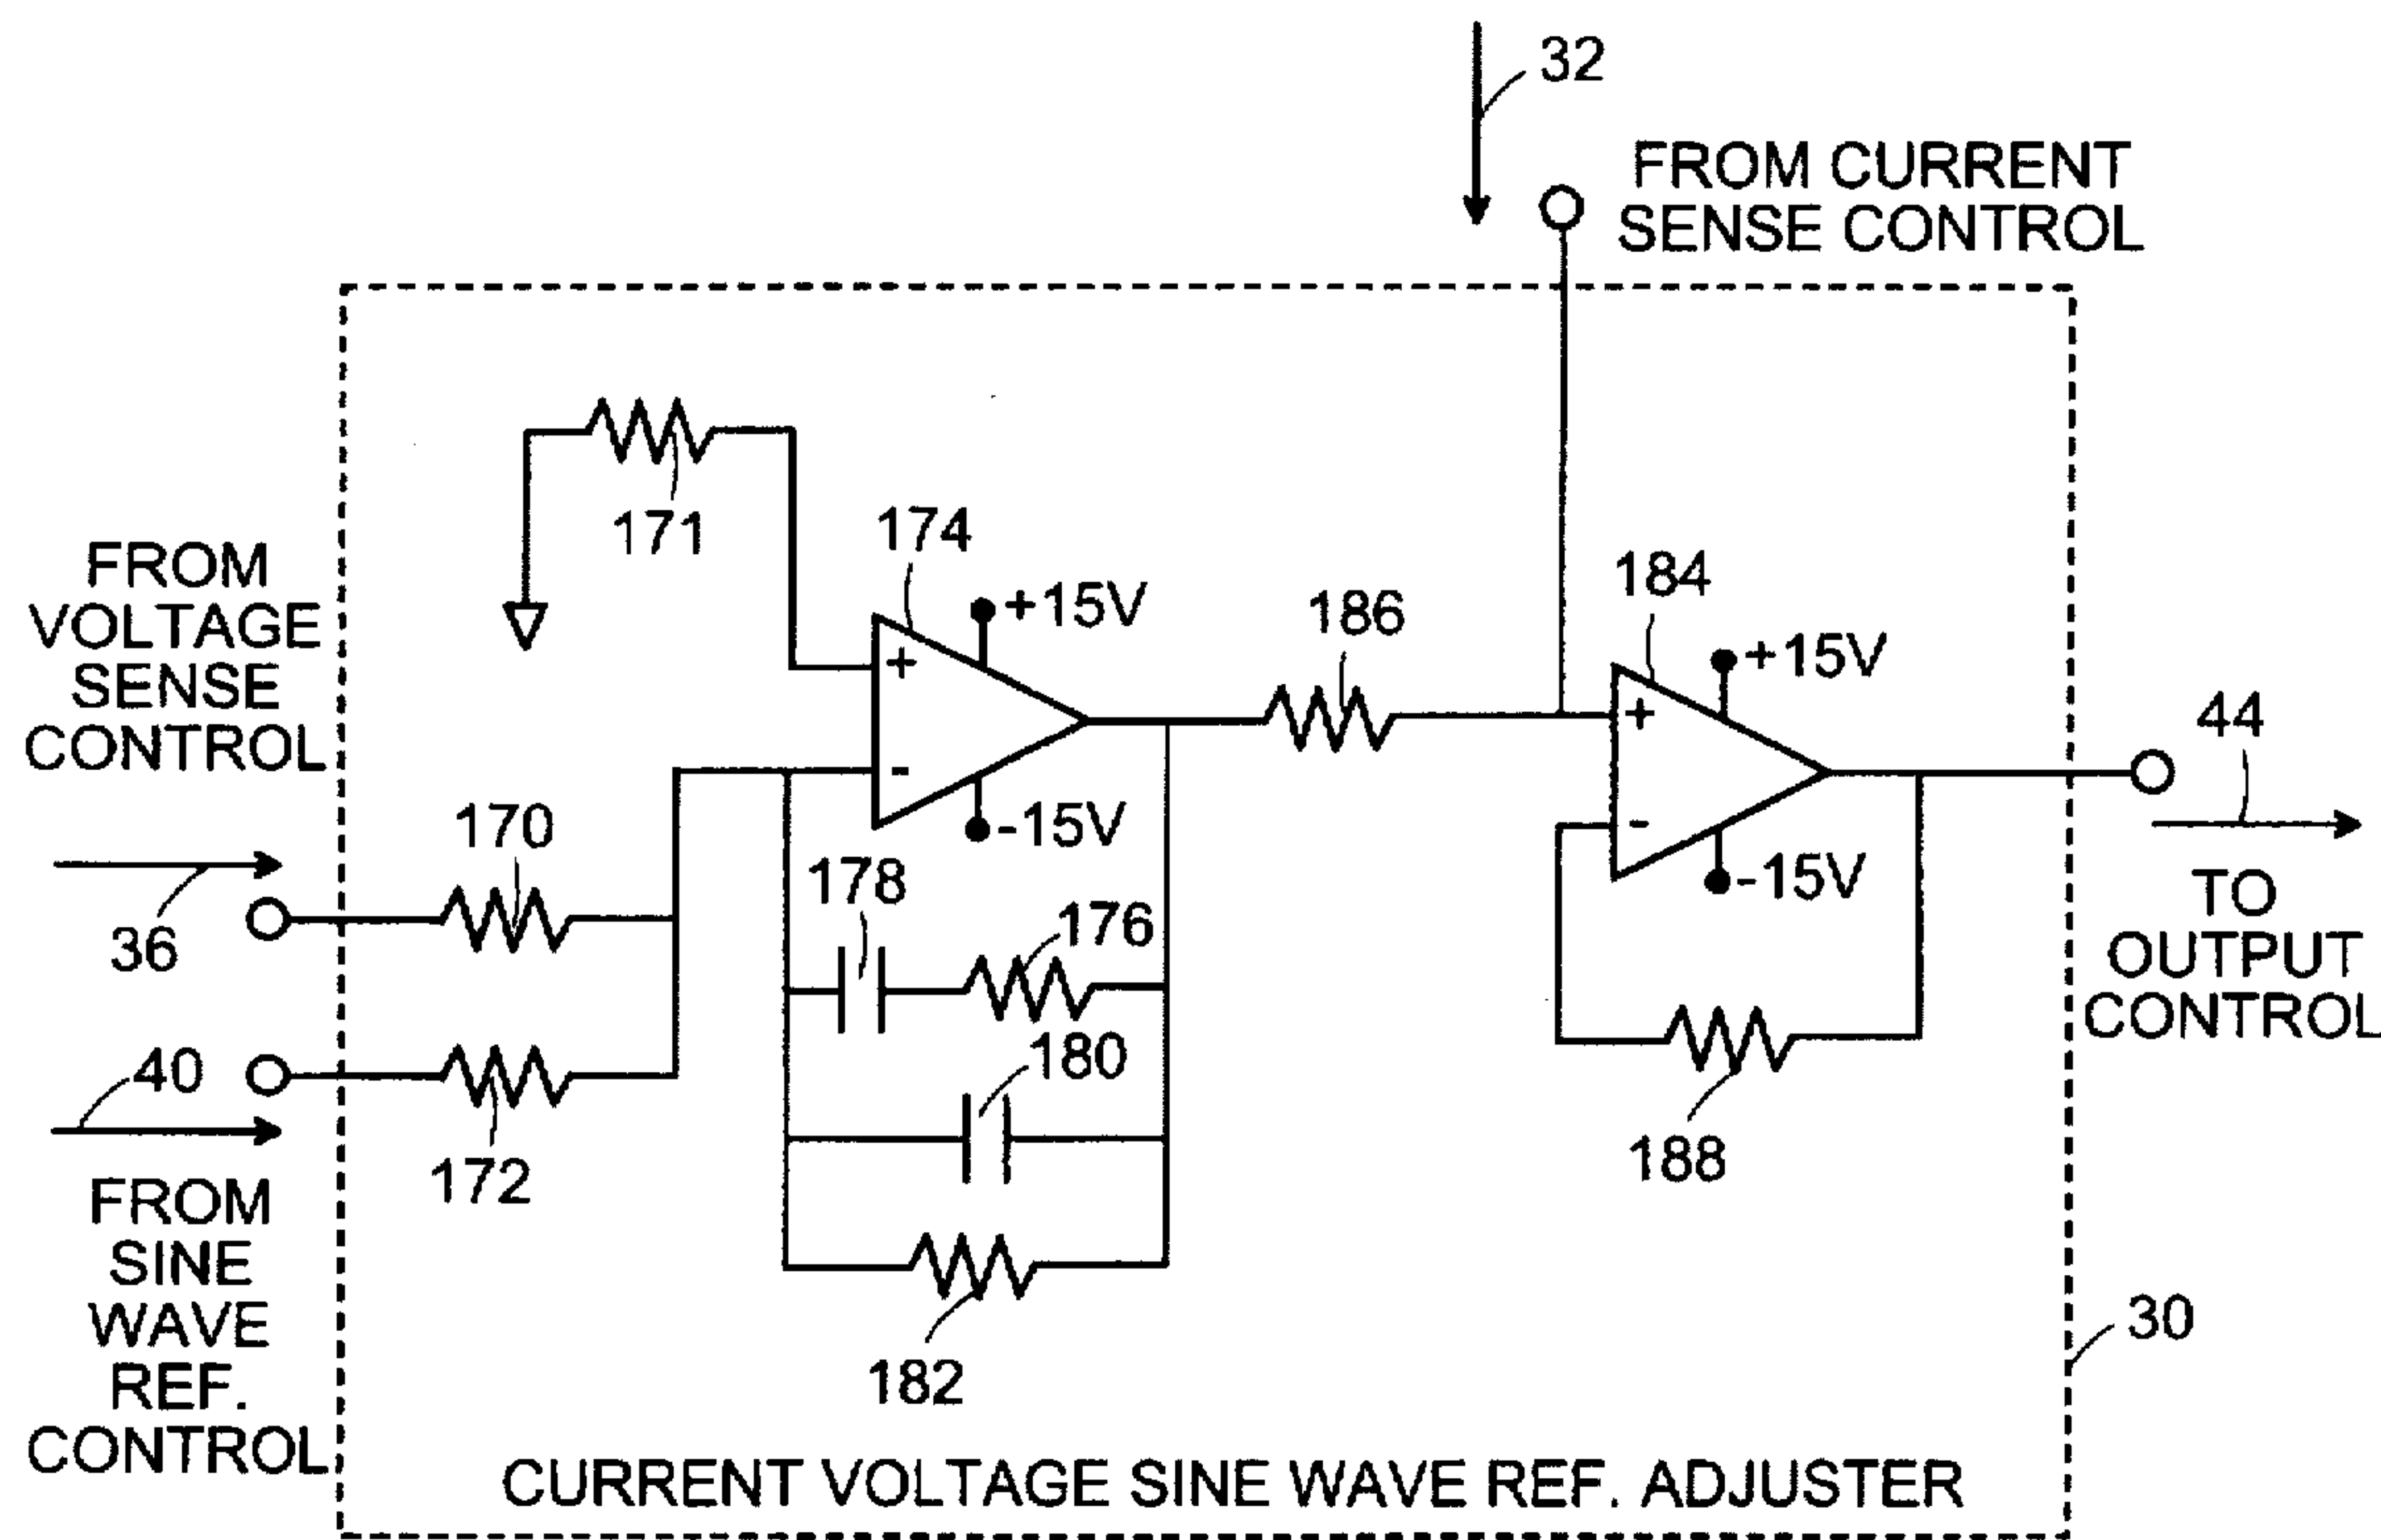 32
FROM CURRENT
SENSE CONTROL
171
174
+15V
+
-
-15V
186
184
+15V
+
-
-15V
44
TO
OUTPUT
CONTROL
FROM
VOLTAGE
SENSE
CONTROL
36
170
178
176
180
40
172
182
188
FROM
SINE
WAVE
REF.
CONTROL
30
CURRENT VOLTAGE SINE WAVE REF. ADJUSTER